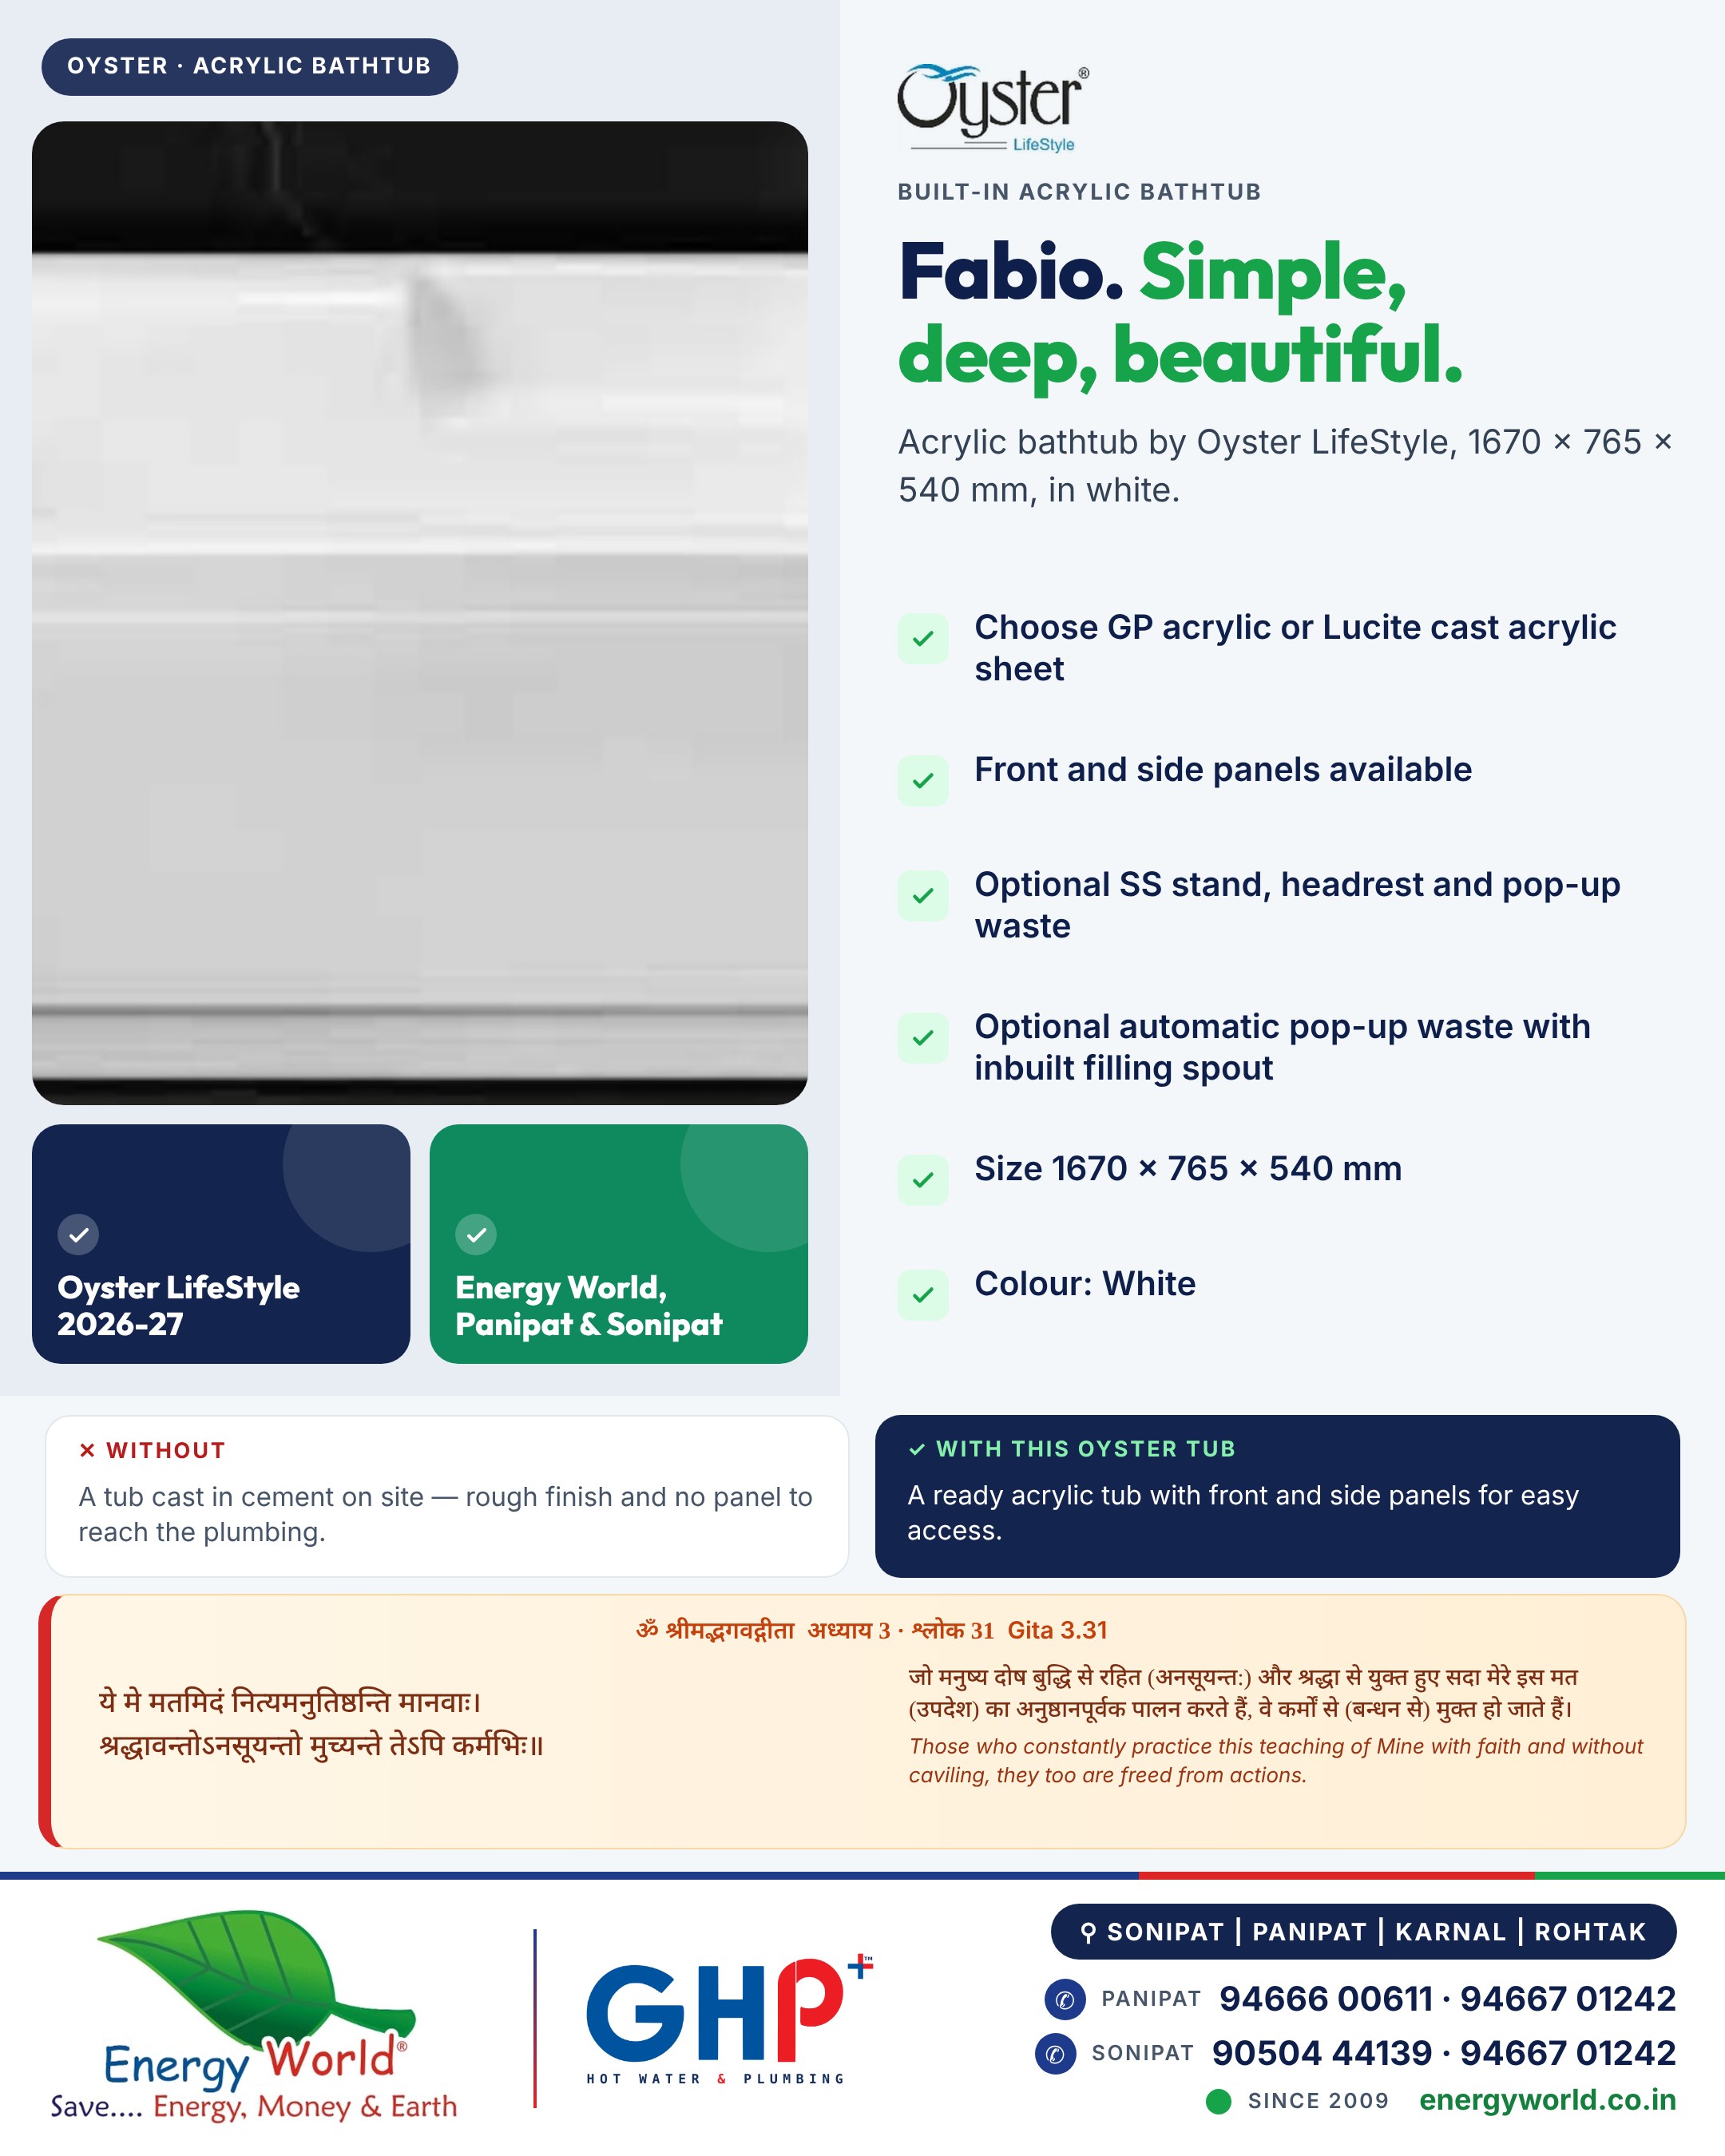 OYSTER · ACRYLIC BATHTUB
Oyster®
LifeStyle
BUILT-IN ACRYLIC BATHTUB
Fabio. Simple,
deep, beautiful.
Acrylic bathtub by Oyster LifeStyle, 1670 × 765 ×
540 mm, in white.
Choose GP acrylic or Lucite cast acrylic
sheet
Front and side panels available
Optional SS stand, headrest and pop-up
waste
Optional automatic pop-up waste with
inbuilt filling spout
Size 1670 × 765 × 540 mm
Colour: White
Oyster LifeStyle
2026-27
Energy World,
Panipat & Sonipat
× WITHOUT
A tub cast in cement on site — rough finish and no panel to
reach the plumbing.
✓ WITH THIS OYSTER TUB
A ready acrylic tub with front and side panels for easy
access.
ॐ श्रीमद्भगवद्गीता अध्याय 3 · श्लोक 31 Gita 3.31
ये मे मतमिदं नित्यमनुतिष्ठन्ति मानवाः।
श्रद्धावन्तोऽनसूयन्तो मुच्यन्ते तेऽपि कर्मभिः॥
जो मनुष्य दोष बुद्धि से रहित (अनसूयन्त:) और श्रद्धा से युक्त हुए सदा मेरे इस मत
(उपदेश) का अनुष्ठानपूर्वक पालन करते हैं, वे कर्मों से (बन्धन से) मुक्त हो जाते हैं।
Those who constantly practice this teaching of Mine with faith and without
caviling, they too are freed from actions.
Energy World®
Save.... Energy, Money & Earth
GHP+™
HOT WATER & PLUMBING
SONIPAT | PANIPAT | KARNAL | ROHTAK
PANIPAT 94666 00611 · 94667 01242
SONIPAT 90504 44139 · 94667 01242
SINCE 2009 energyworld.co.in